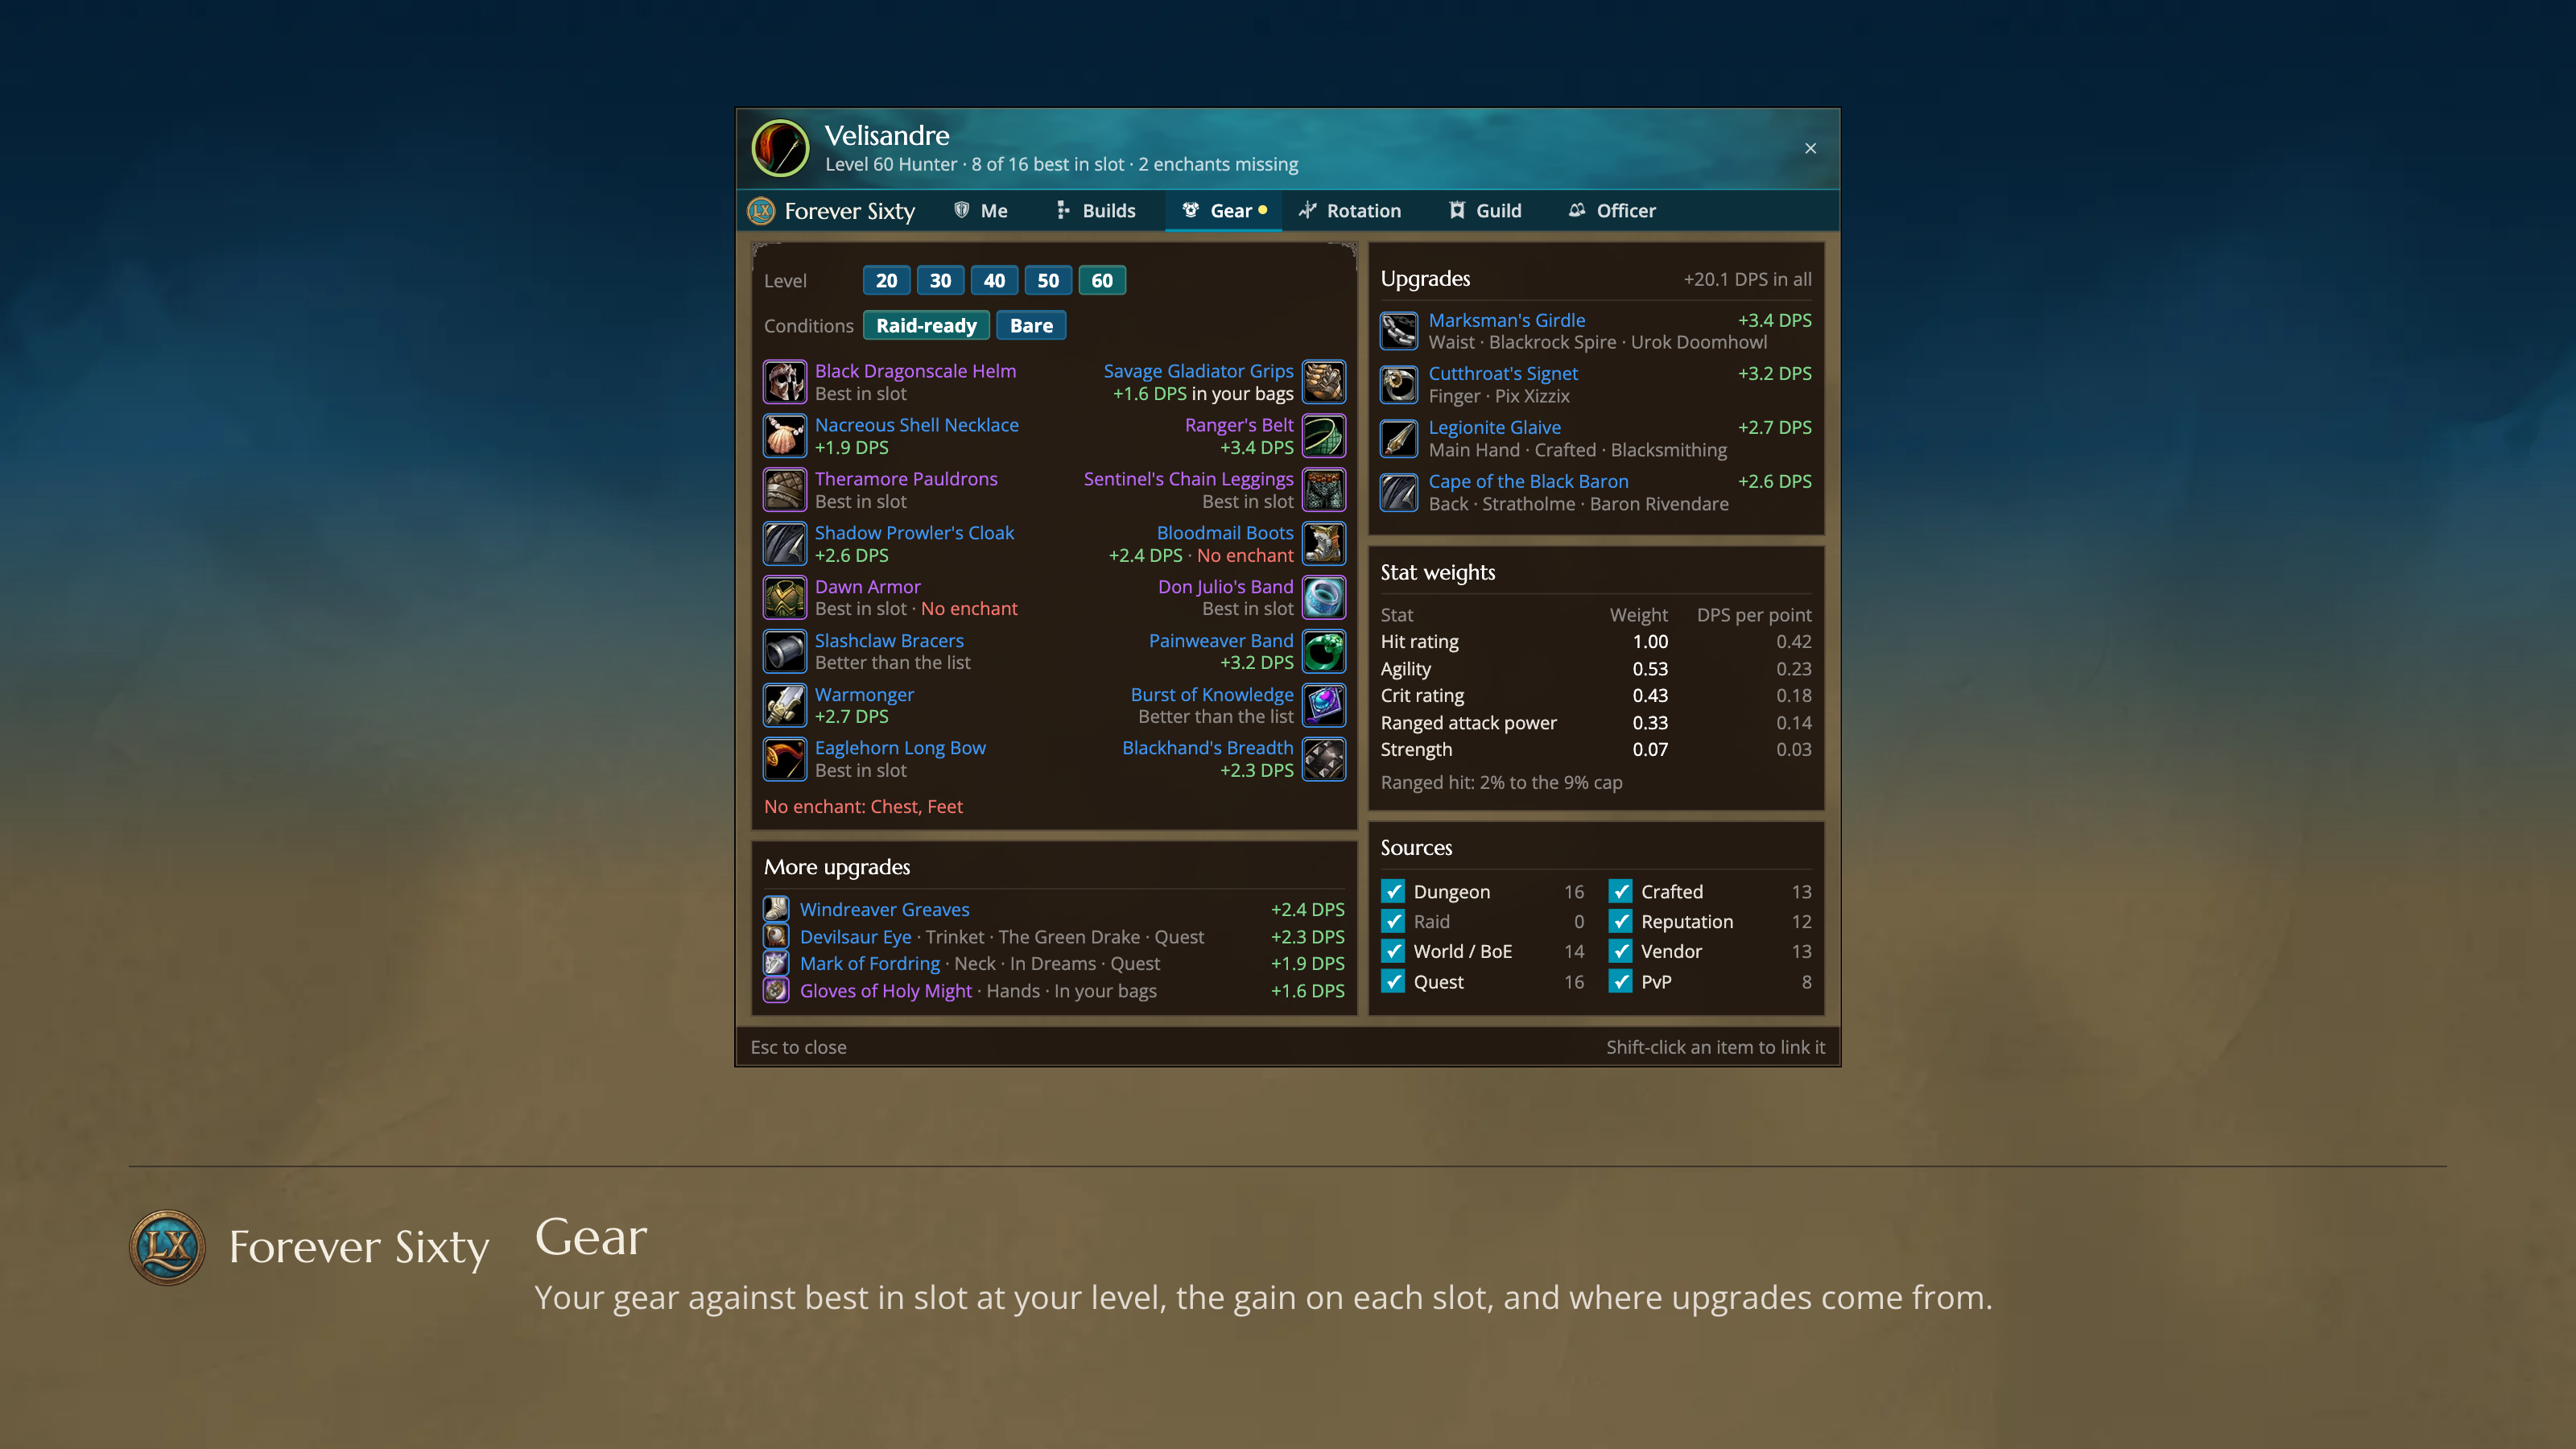 Velisandre
Level 60 Hunter · 8 of 16 best in slot · 2 enchants missing
×
LX Forever Sixty Me Builds Gear Rotation Guild Officer
Level 20 30 40 50 60
Conditions Raid-ready Bare
Black Dragonscale Helm
Best in slot
Nacreous Shell Necklace
+1.9 DPS
Theramore Pauldrons
Best in slot
Shadow Prowler's Cloak
+2.6 DPS
Dawn Armor
Best in slot · No enchant
Slashclaw Bracers
Better than the list
Warmonger
+2.7 DPS
Eaglehorn Long Bow
Best in slot
Savage Gladiator Grips
+1.6 DPS in your bags
Ranger's Belt
+3.4 DPS
Sentinel's Chain Leggings
Best in slot
Bloodmail Boots
+2.4 DPS · No enchant
Don Julio's Band
Best in slot
Painweaver Band
+3.2 DPS
Burst of Knowledge
Better than the list
Blackhand's Breadth
+2.3 DPS
No enchant: Chest, Feet
More upgrades
Windreaver Greaves +2.4 DPS
Devilsaur Eye · Trinket · The Green Drake · Quest +2.3 DPS
Mark of Fordring · Neck · In Dreams · Quest +1.9 DPS
Gloves of Holy Might · Hands · In your bags +1.6 DPS
Upgrades +20.1 DPS in all
Marksman's Girdle +3.4 DPS
Waist · Blackrock Spire · Urok Doomhowl
Cutthroat's Signet +3.2 DPS
Finger · Pix Xizzix
Legionite Glaive +2.7 DPS
Main Hand · Crafted · Blacksmithing
Cape of the Black Baron +2.6 DPS
Back · Stratholme · Baron Rivendare
Stat weights
Stat Weight DPS per point
Hit rating 1.00 0.42
Agility 0.53 0.23
Crit rating 0.43 0.18
Ranged attack power 0.33 0.14
Strength 0.07 0.03
Ranged hit: 2% to the 9% cap
Sources
Dungeon 16 Crafted 13
Raid 0 Reputation 12
World / BoE 14 Vendor 13
Quest 16 PvP 8
Esc to close Shift-click an item to link it
LX Forever Sixty
Gear
Your gear against best in slot at your level, the gain on each slot, and where upgrades come from.